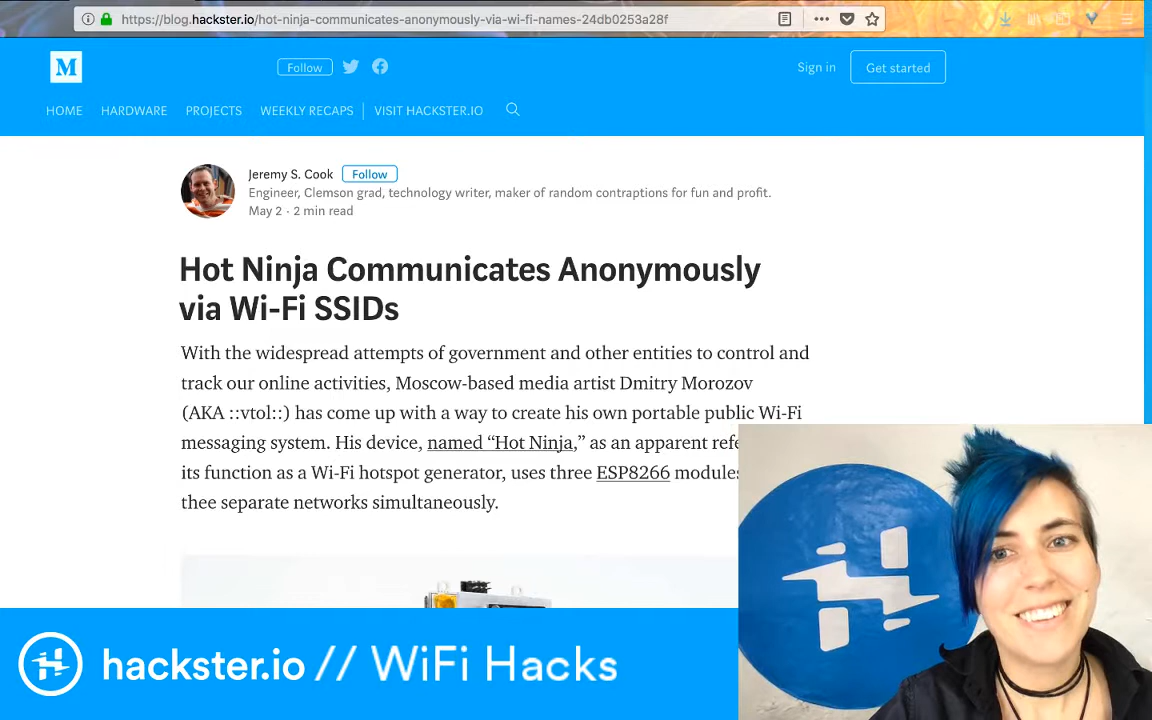 https://blog.hackster.io/hot-ninja-communicates-anonymously-via-wi-fi-names-24db0253a28f
M
Follow
Sign in
Get started
HOME
HARDWARE
PROJECTS
WEEKLY RECAPS
VISIT HACKSTER.IO
Jeremy S. Cook Follow
Engineer, Clemson grad, technology writer, maker of random contraptions for fun and profit.
May 2 · 2 min read
Hot Ninja Communicates Anonymously
via Wi-Fi SSIDs
With the widespread attempts of government and other entities to control and
track our online activities, Moscow-based media artist Dmitry Morozov
(AKA ::vtol::) has come up with a way to create his own portable public Wi-Fi
messaging system. His device, named “Hot Ninja,” as an apparent refe
its function as a Wi-Fi hotspot generator, uses three ESP8266 modules
thee separate networks simultaneously.
hackster.io // WiFi Hacks